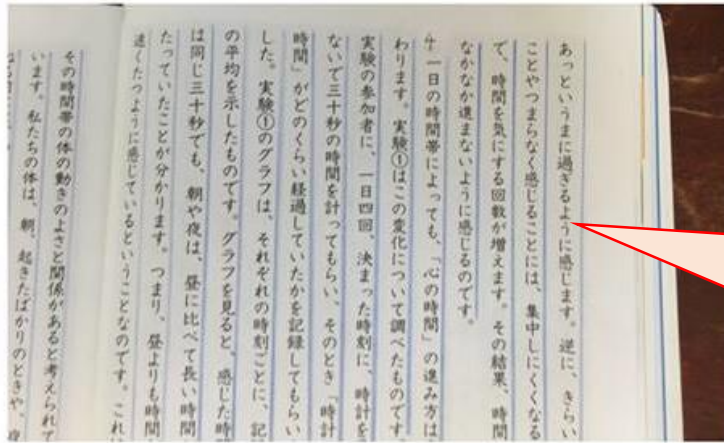 あっというまに過ぎるように感じます。逆に、きらい
ことやつまらなく感じることには、集中しにくくなる
で、時間を気にする回数が増えます。その結果、時間
なかなか進まないように感じるのです。
4 一日の時間帯によっても、「心の時間」の進み方は
わります。実験①はこの変化について調べたものです。
実験の参加者に、一日四回、決まった時刻に、時計を
ないで三十秒の時間を計ってもらい、そのとき「時計
時間」がどのくらい経過していたかを記録してもらい
した。実験①のグラフは、それぞれの時刻ごとに、記
の平均を示したものです。グラフを見ると、感じた時
は同じ三十秒でも、朝や夜は、昼に比べて長い時間
たっていたことが分かります。つまり、昼よりも時間
速くたつように感じているということなのです。これ
その時間帯の体の動きのよさと関係があると考えられて
います。私たちの体は、朝、起きたばかりのときや、